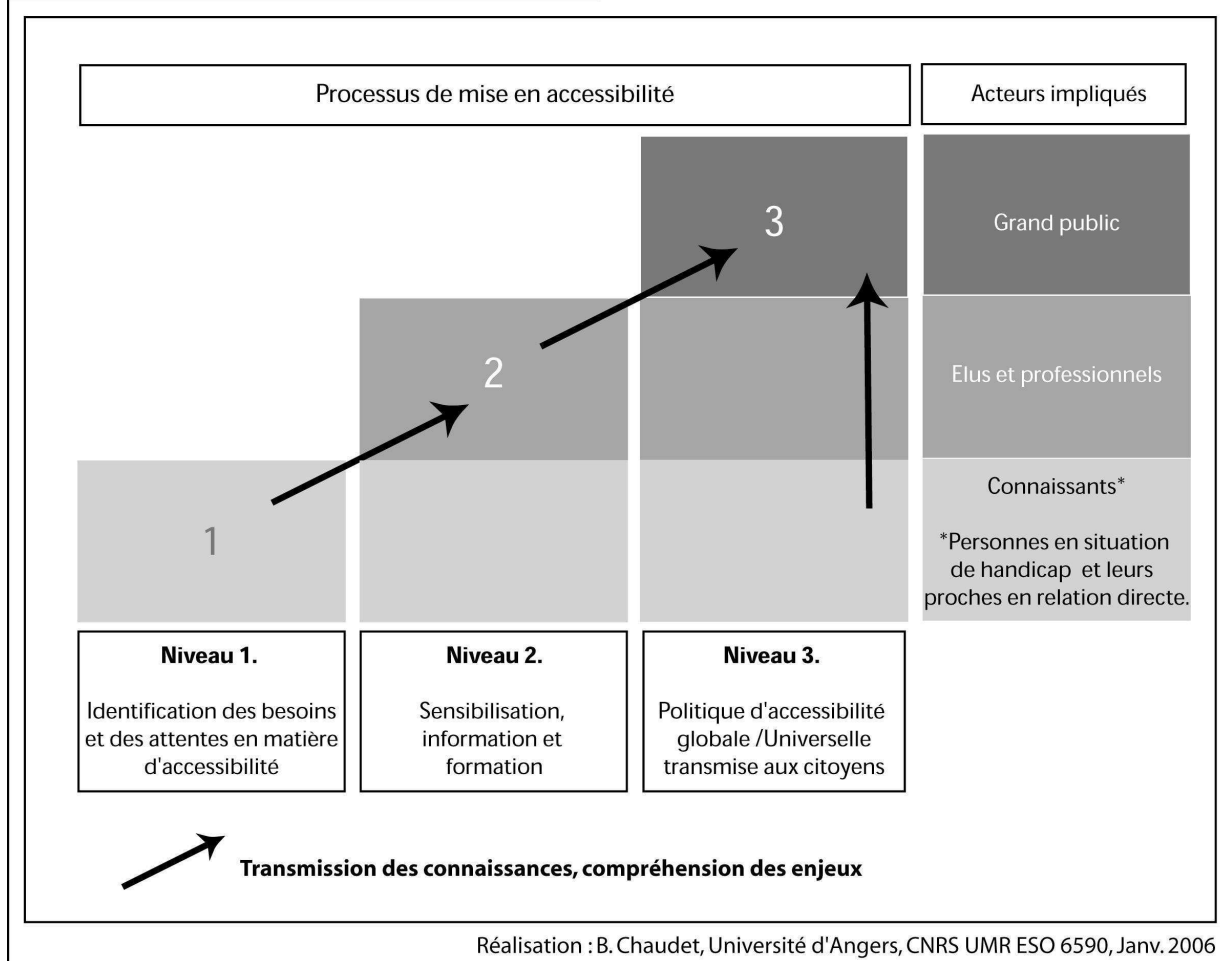 Processus de mise en accessibilité
Acteurs impliqués
3
Grand public
2
Elus et professionnels
1
Connaissants*
*Personnes en situation
de handicap et leurs
proches en relation directe.
Niveau 1.
Identification des besoins
et des attentes en matière
d'accessibilité
Niveau 2.
Sensibilisation,
information et
formation
Niveau 3.
Politique d'accessibilité
globale /Universelle
transmise aux citoyens
Transmission des connaissances, compréhension des enjeux
Réalisation : B. Chaudet, Université d'Angers, CNRS UMR ESO 6590, Janv. 2006